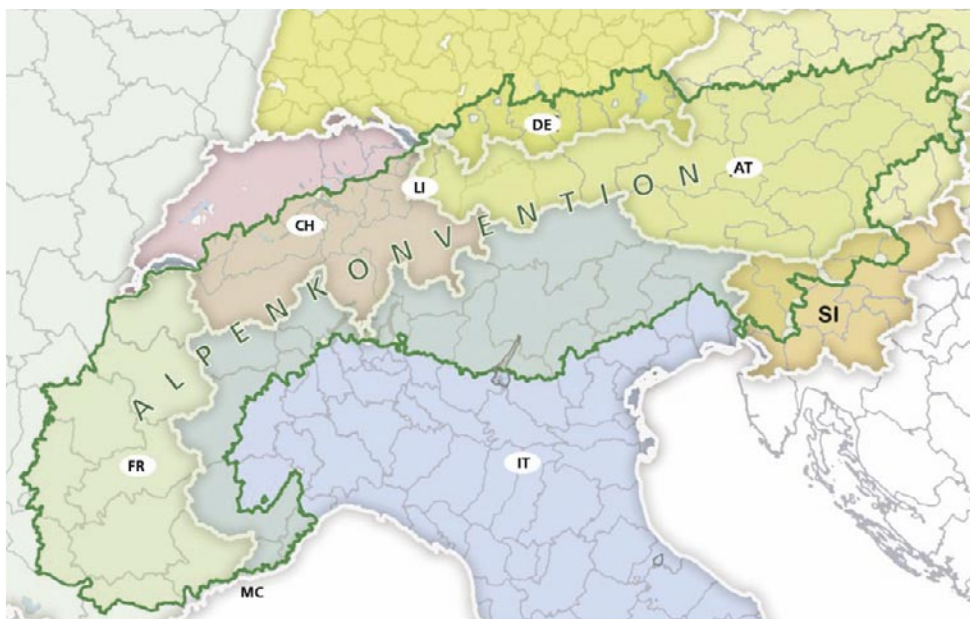 DE
AT
LI
CH
ALPENKONVENTION
SI
FR
IT
MC